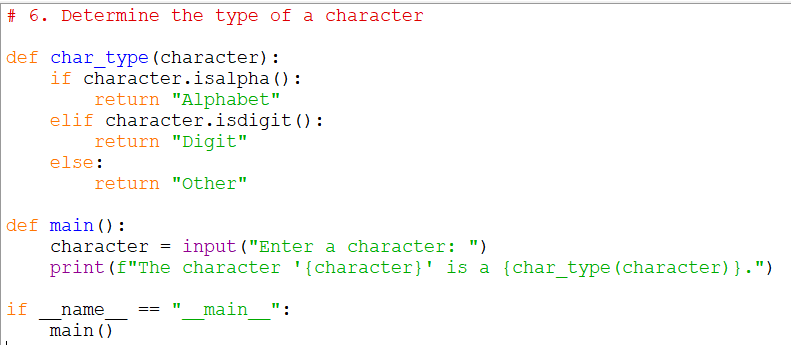 # 6. Determine the type of a character

def char_type(character):
    if character.isalpha():
        return "Alphabet"
    elif character.isdigit():
        return "Digit"
    else:
        return "Other"

def main():
    character = input("Enter a character: ")
    print(f"The character '{character}' is a {char_type(character)}.")

if __name__ == "__main__":
    main()